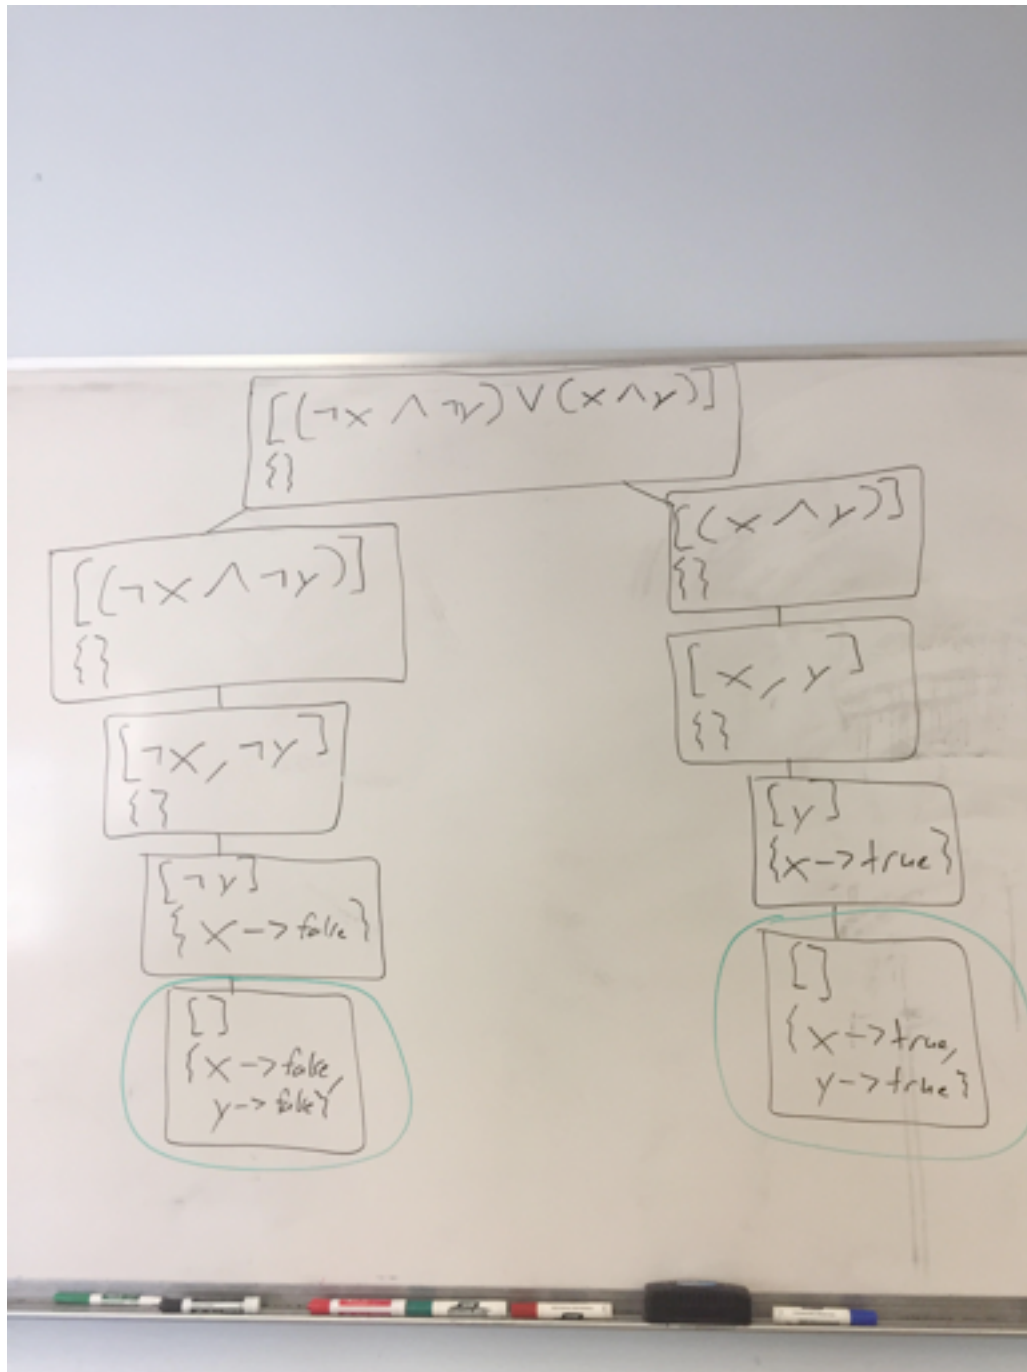 [(¬x ∧ ¬y) ∨ (x ∧ y)]
{}
[(¬x ∧ ¬y)]
{}
[¬x, ¬y]
{}
[¬y]
{x -> false}
[]
{x -> false,
y -> false}
[(x ∧ y)]
{}
[x, y]
{}
[y]
{x -> true}
[]
{x -> true,
y -> true}